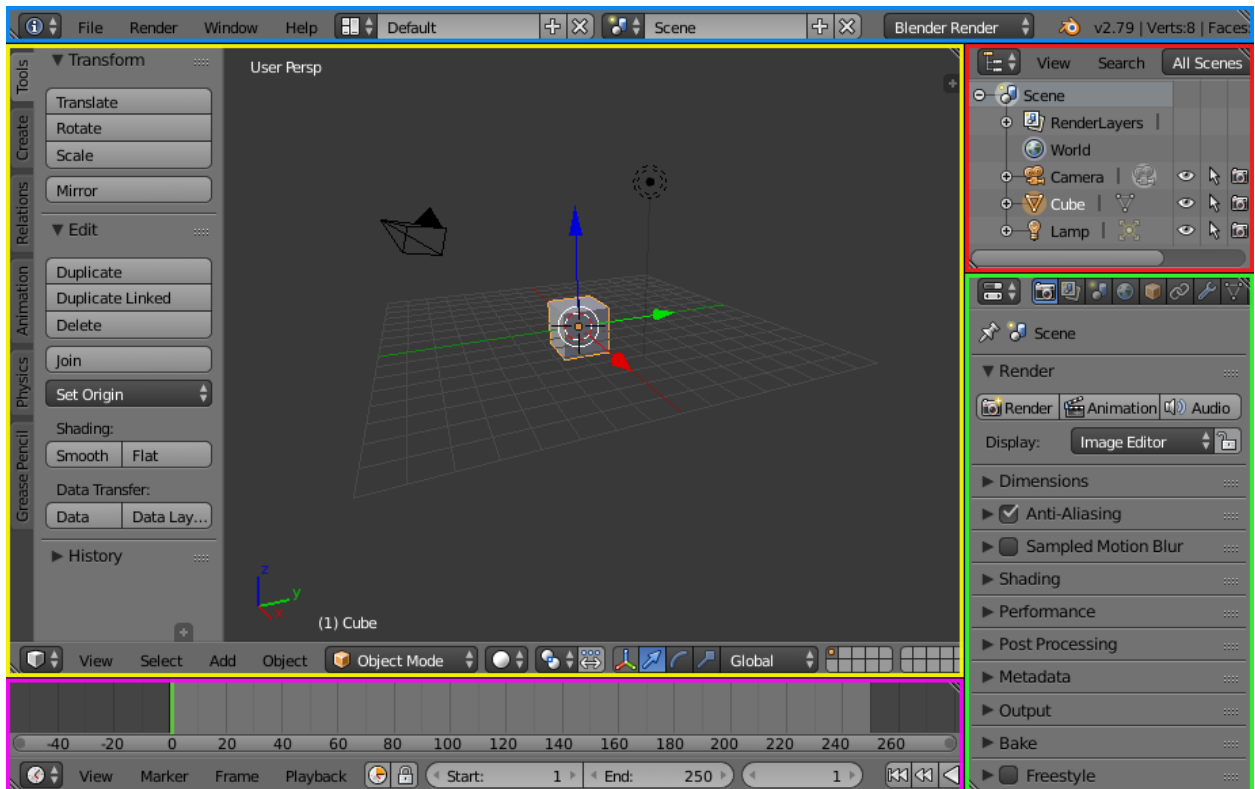 File Render Window Help Default Scene Blender Render v2.79 | Verts:8 | Faces:
Tools
Create
Relations
Animation
Physics
Grease Pencil
Transform
Translate
Rotate
Scale
Mirror
Edit
Duplicate
Duplicate Linked
Delete
Join
Set Origin
Shading:
Smooth Flat
Data Transfer:
Data Data Lay...
History
User Persp
z
y
x
(1) Cube
View Select Add Object Object Mode Global
-40 -20 0 20 40 60 80 100 120 140 160 180 200 220 240 260
View Marker Frame Playback Start: 1 End: 250 1
View Search All Scenes
Scene
RenderLayers |
World
Camera |
Cube |
Lamp |
Scene
Render
Render Animation Audio
Display: Image Editor
Dimensions
Anti-Aliasing
Sampled Motion Blur
Shading
Performance
Post Processing
Metadata
Output
Bake
Freestyle